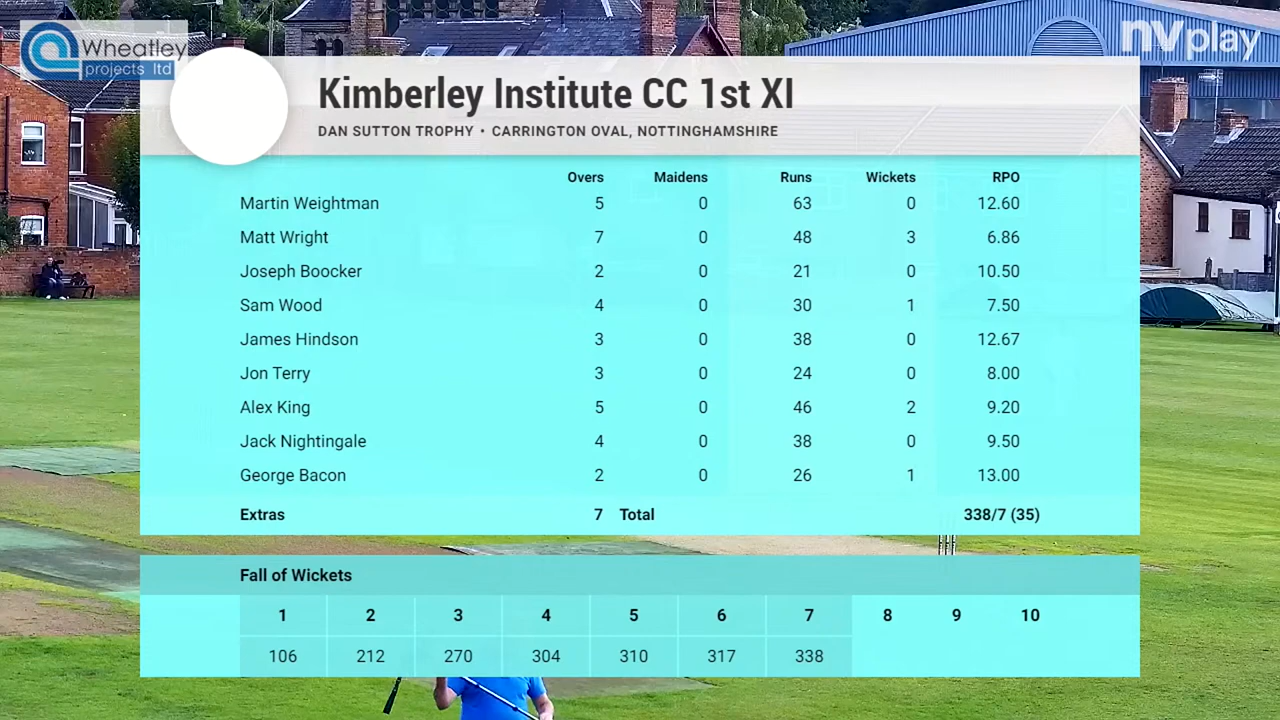 Wheatley
projects ltd
nvplay
Kimberley Institute CC 1st XI
DAN SUTTON TROPHY • CARRINGTON OVAL, NOTTINGHAMSHIRE
Overs Maidens Runs Wickets RPO
Martin Weightman 5 0 63 0 12.60
Matt Wright 7 0 48 3 6.86
Joseph Boocker 2 0 21 0 10.50
Sam Wood 4 0 30 1 7.50
James Hindson 3 0 38 0 12.67
Jon Terry 3 0 24 0 8.00
Alex King 5 0 46 2 9.20
Jack Nightingale 4 0 38 0 9.50
George Bacon 2 0 26 1 13.00
Extras 7 Total 338/7 (35)
Fall of Wickets
1 2 3 4 5 6 7 8 9 10
106 212 270 304 310 317 338